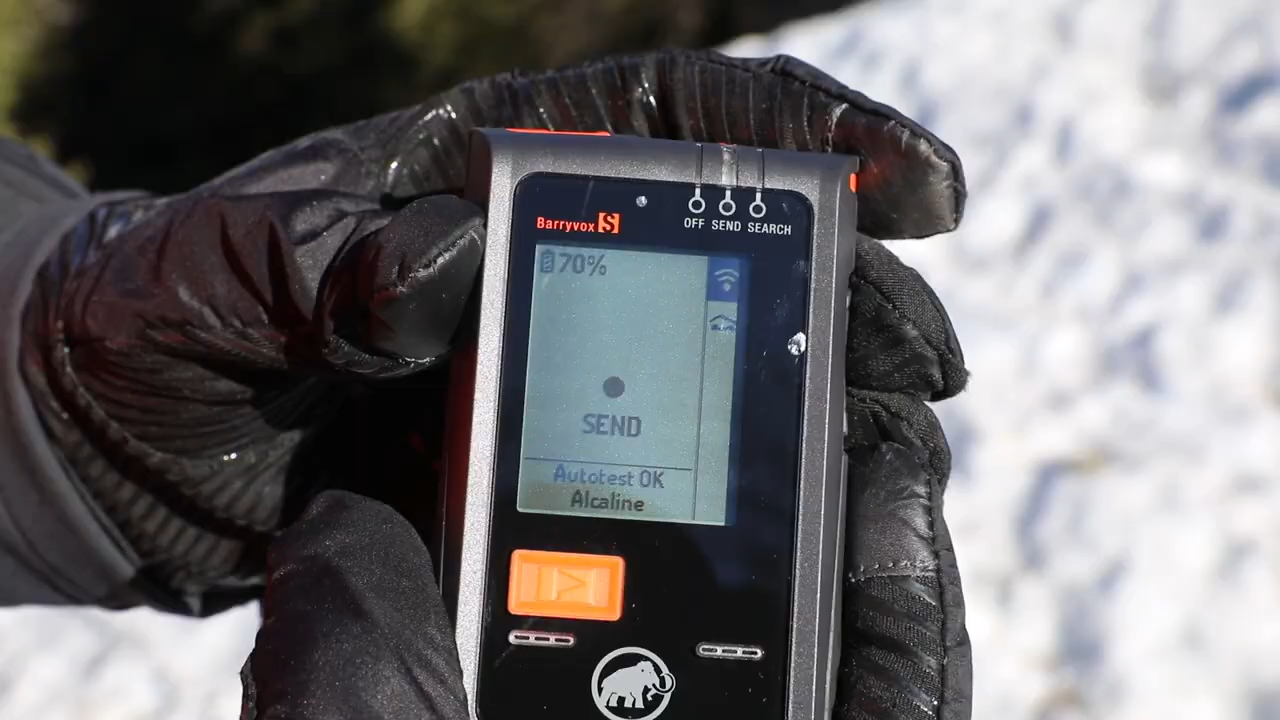 OFF SEND SEARCH
Barryvox S
70%
SEND
Autotest OK
Alcaline